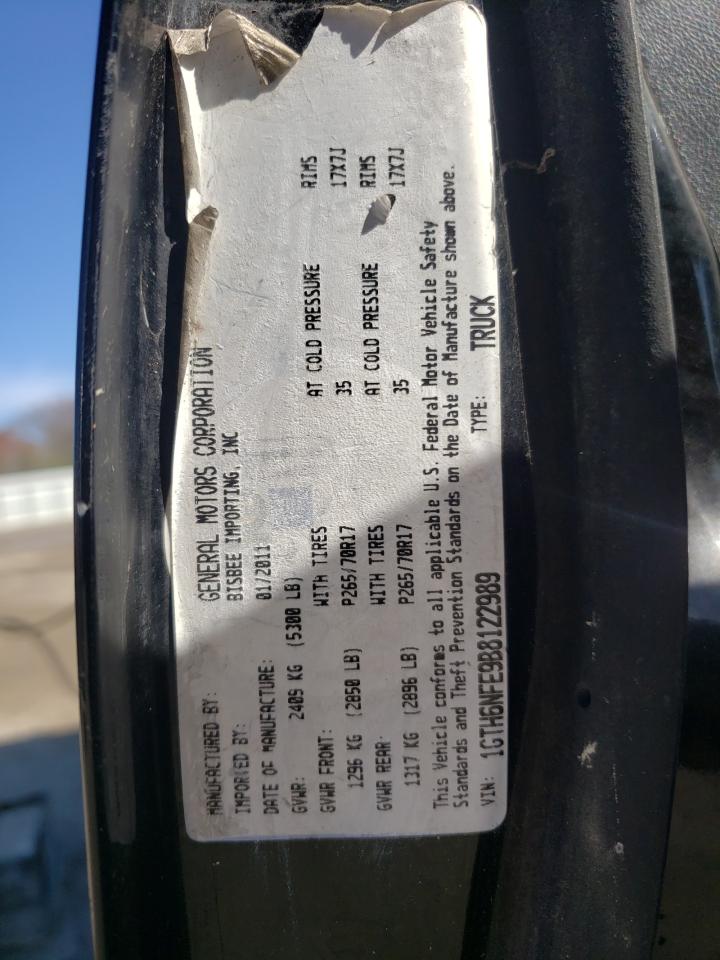 MANUFACTURED BY: GENERAL MOTORS CORPORATION
IMPORTED BY: BISBEE IMPORTING, INC
DATE OF MANUFACTURE: 01/2011
GVWR: 2409 KG (5300 LB)
GVWR FRONT: WITH TIRES AT COLD PRESSURE RIMS
1296 KG (2850 LB) P265/70R17 35 17X7J
GVWR REAR: WITH TIRES AT COLD PRESSURE RIMS
1317 KG (2896 LB) P265/70R17 35 17X7J
This Vehicle conforms to all applicable U.S. Federal Motor Vehicle Safety
Standards and Theft Prevention Standards on the Date of Manufacture shown above.
VIN: 1GTH6NFE9B8122989 TYPE: TRUCK